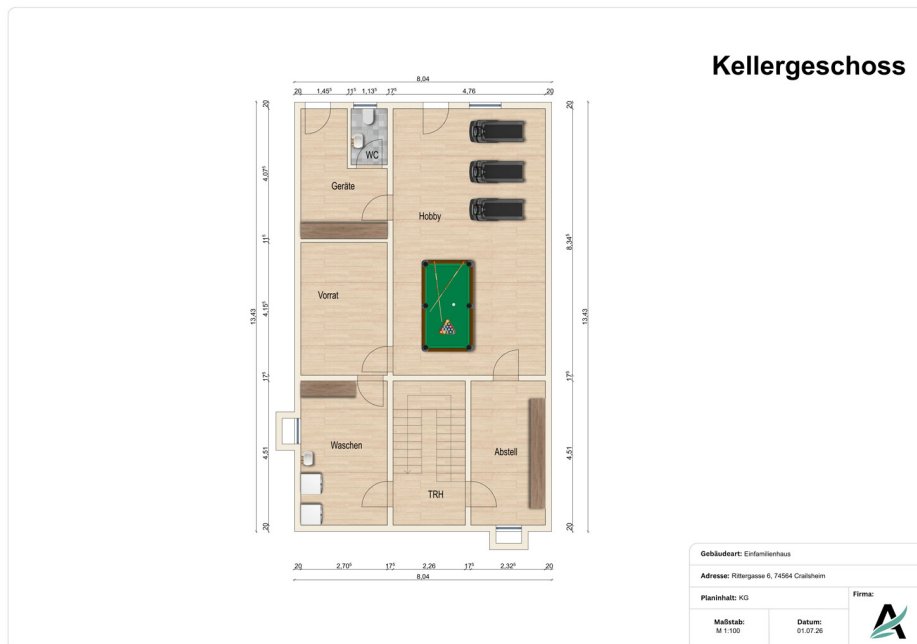 Kellergeschoss
8,04
20 1,45⁵ 11⁵ 1,13⁵ 17⁵ 4,76 20
20
4,07⁵
11⁵
4,15⁵
17⁵
4,51
20
13,43
WC
Geräte
Hobby
Vorrat
Waschen
TRH
Abstell
20
8,34⁵
17⁵
4,51
20
13,43
20 2,70⁵ 17⁵ 2,26 17⁵ 2,32⁵ 20
8,04
Gebäudeart: Einfamilienhaus
Adresse: Rittergasse 6, 74564 Crailsheim
Planinhalt: KG
Firma:
Maßstab:
M 1:100
Datum:
01.07.26